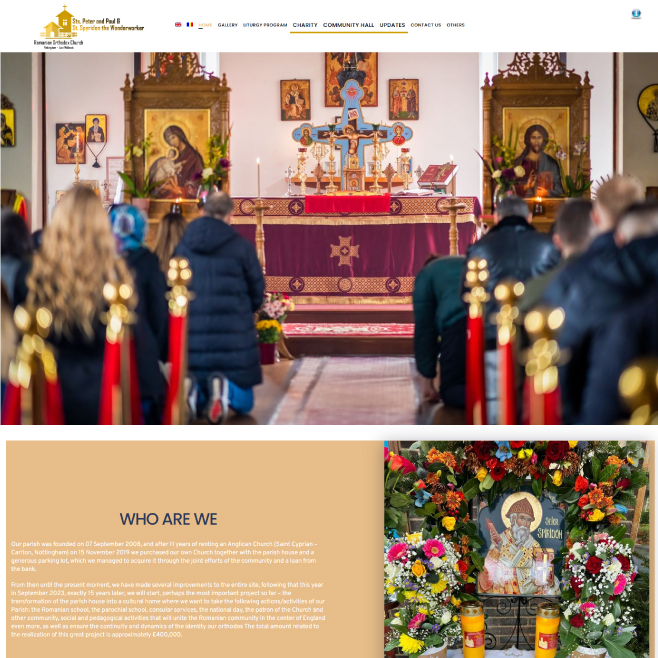 Sts. Peter and Paul &
St. Spyridon the Wonderworker
Romanian Orthodox Church
HOME GALLERY LITURGY PROGRAM CHARITY COMMUNITY HALL UPDATES CONTACT US OTHERS
WHO ARE WE
Our parish was founded on 07 September 2008, and after 11 years of renting an Anglican Church (Saint Cyprian –
Carlton, Nottingham) on 15 November 2019 we purchased our own Church together with the parish house and a
generous parking lot, which we managed to acquire it through the joint efforts of the community and a loan from
the bank.
From then until the present moment, we have made several improvements to the entire site, following that this year
in September 2023, exactly 15 years later, we will start, perhaps the most important project so far – the
transformation of the parish house into a cultural home where we want to take the following actions/activities of our
Parish: the Romanian school, the parochial school, consular services, the national day, the patron of the Church and
other community, social and pedagogical activities that will unite the Romanian community in the center of England
even more, as well as ensure the continuity and dynamics of the identity our orthodox The total amount related to
the realization of this great project is approximately £400,000.
SPIRIDON